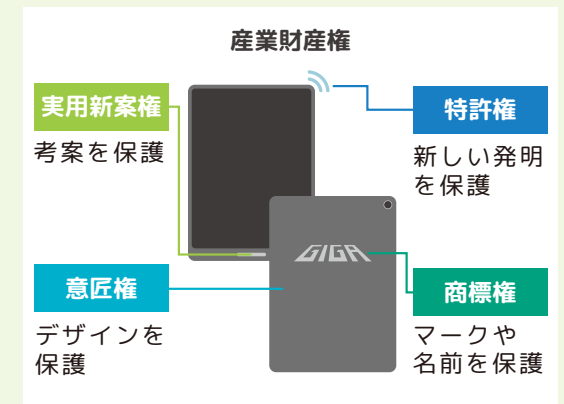 産業財産権
実用新案権
考案を保護
特許権
新しい発明
を保護
GIGA
意匠権
デザインを
保護
商標権
マークや
名前を保護